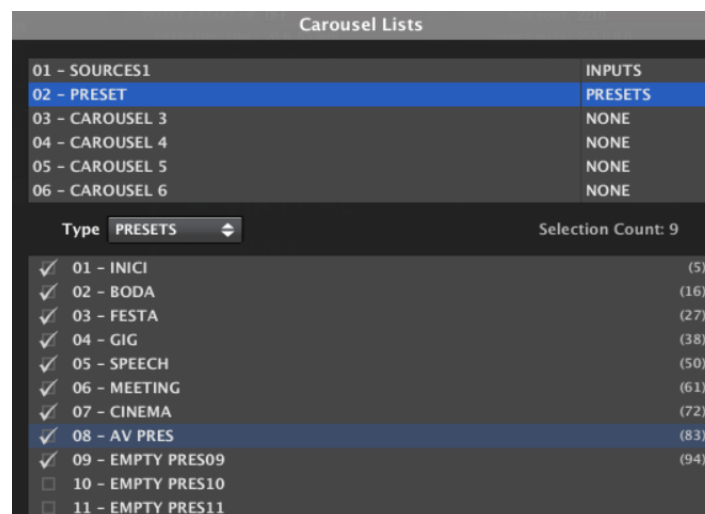 Carousel Lists
01 - SOURCES1 INPUTS
02 - PRESET PRESETS
03 - CAROUSEL 3 NONE
04 - CAROUSEL 4 NONE
05 - CAROUSEL 5 NONE
06 - CAROUSEL 6 NONE
Type PRESETS Selection Count: 9
01 - INICI (5)
02 - BODA (16)
03 - FESTA (27)
04 - GIG (38)
05 - SPEECH (50)
06 - MEETING (61)
07 - CINEMA (72)
08 - AV PRES (83)
09 - EMPTY PRES09 (94)
10 - EMPTY PRES10
11 - EMPTY PRES11